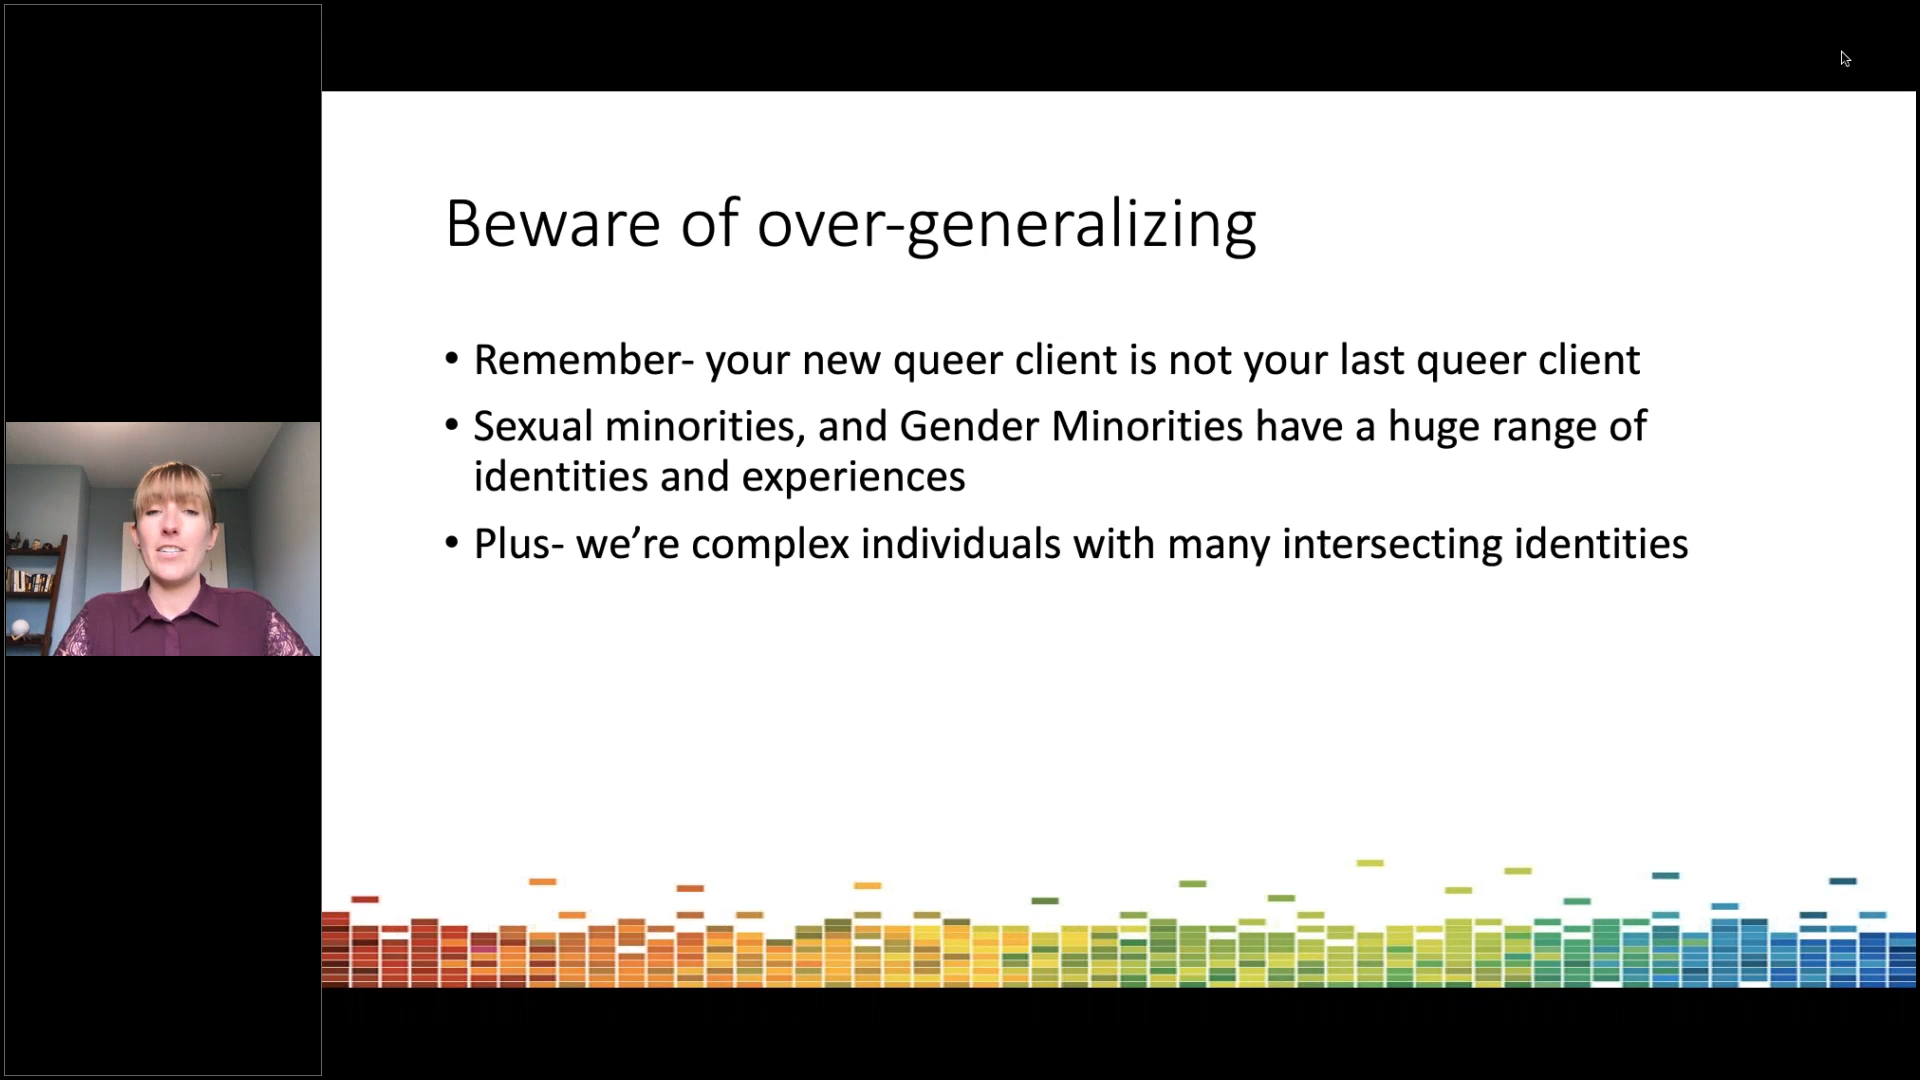 Beware of over-generalizing
• Remember- your new queer client is not your last queer client
• Sexual minorities, and Gender Minorities have a huge range of
identities and experiences
• Plus- we’re complex individuals with many intersecting identities